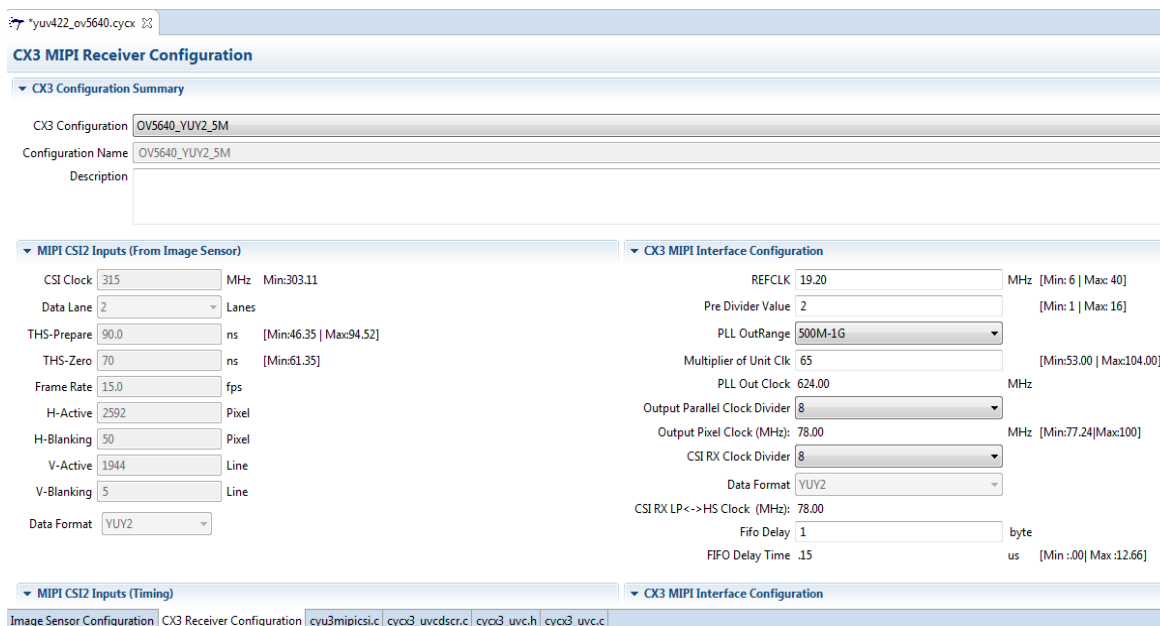 *yuv422_ov5640.cycx
CX3 MIPI Receiver Configuration
CX3 Configuration Summary
CX3 Configuration OV5640_YUY2_5M
Configuration Name OV5640_YUY2_5M
Description
MIPI CSI2 Inputs (From Image Sensor)
CSI Clock 315 MHz Min:303.11
Data Lane 2 Lanes
THS-Prepare 90.0 ns [Min:46.35 | Max:94.52]
THS-Zero 70 ns [Min:61.35]
Frame Rate 15.0 fps
H-Active 2592 Pixel
H-Blanking 50 Pixel
V-Active 1944 Line
V-Blanking 5 Line
Data Format YUY2
CX3 MIPI Interface Configuration
REFCLK 19.20 MHz [Min: 6 | Max: 40]
Pre Divider Value 2 [Min: 1 | Max: 16]
PLL OutRange 500M-1G
Multiplier of Unit Clk 65 [Min:53.00 | Max:104.00]
PLL Out Clock 624.00 MHz
Output Parallel Clock Divider 8
Output Pixel Clock (MHz): 78.00 MHz [Min:77.24|Max:100]
CSI RX Clock Divider 8
Data Format YUY2
CSI RX LP<->HS Clock (MHz): 78.00
Fifo Delay 1 byte
FIFO Delay Time .15 us [Min :.00| Max :12.66]
MIPI CSI2 Inputs (Timing)
CX3 MIPI Interface Configuration
Image Sensor Configuration CX3 Receiver Configuration cyu3mipicsi.c cycx3_uvcdscr.c cycx3_uvc.h cycx3_uvc.c